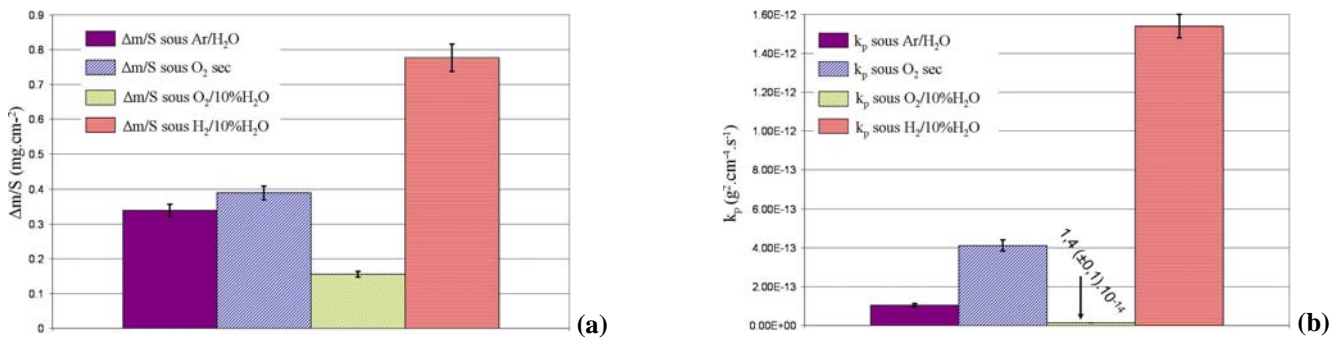 0.9
0.8
0.7
0.6
0.5
0.4
0.3
0.2
0.1
0
Δm/S (mg.cm⁻²)
Δm/S sous Ar/H₂O
Δm/S sous O₂ sec
Δm/S sous O₂/10%H₂O
Δm/S sous H₂/10%H₂O
(a)
1.60E-12
1.40E-12
1.20E-12
1.00E-12
8.00E-13
6.00E-13
4.00E-13
2.00E-13
0.00E+00
kₚ (g².cm⁻⁴.s⁻¹)
kₚ sous Ar/H₂O
kₚ sous O₂ sec
kₚ sous O₂/10%H₂O
kₚ sous H₂/10%H₂O
1,4 (±0,1).10⁻¹⁴
(b)